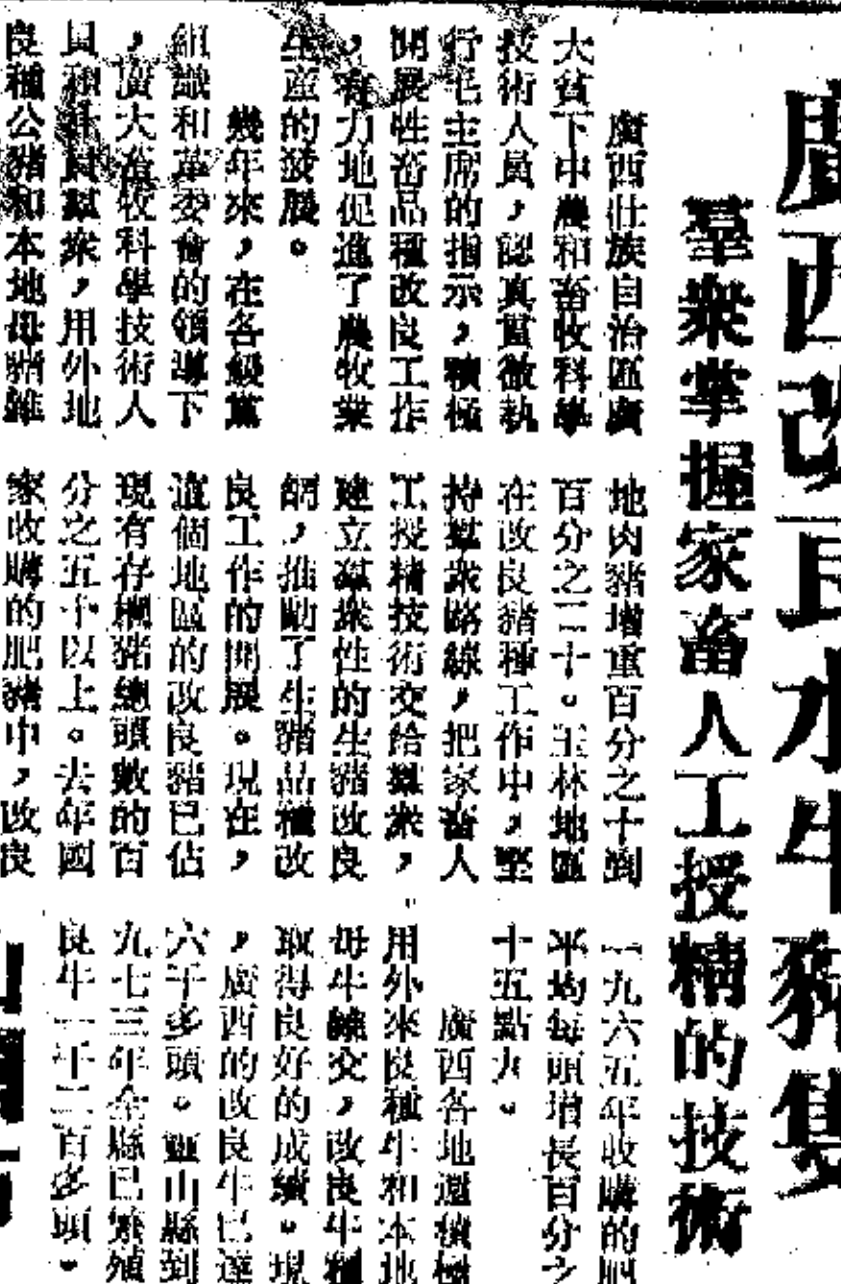 廣西改良水牛豬隻
羣衆掌握家畜人工授精的技術
廣西壯族自治區廣
大貧下中農和畜牧科學
技術人員，認真貫徹執
行毛主席的指示，積極
開展牲畜品種改良工作
，有力地促進了農牧業
生産的發展。
幾年來，在各級黨
組織和革委會的領導下
，廣大畜牧科學技術人
員和社員羣衆，用外地
良種公豬和本地母豬雜
地肉豬增重百分之十到
百分之二十。玉林地區
在改良豬種工作中，堅
持羣衆路線，把家畜人
工授精技術交給羣衆，
建立羣衆性的生豬改良
網，推動了生豬品種改
良工作的開展。現在，
這個地區的改良豬已佔
現有存欄豬總頭數的百
分之五十以上。去年國
家收購的肥豬中，改良
一九六五年收購的肥
平均每頭增長百分之
十五點九。
廣西各地還積極
用外來良種牛和本地
母牛雜交，改良牛種
取得良好的成績。現
，廣西的改良牛已達
六千多頭。靈山縣到
九七三年全縣已繁殖
良牛一千二百多頭。